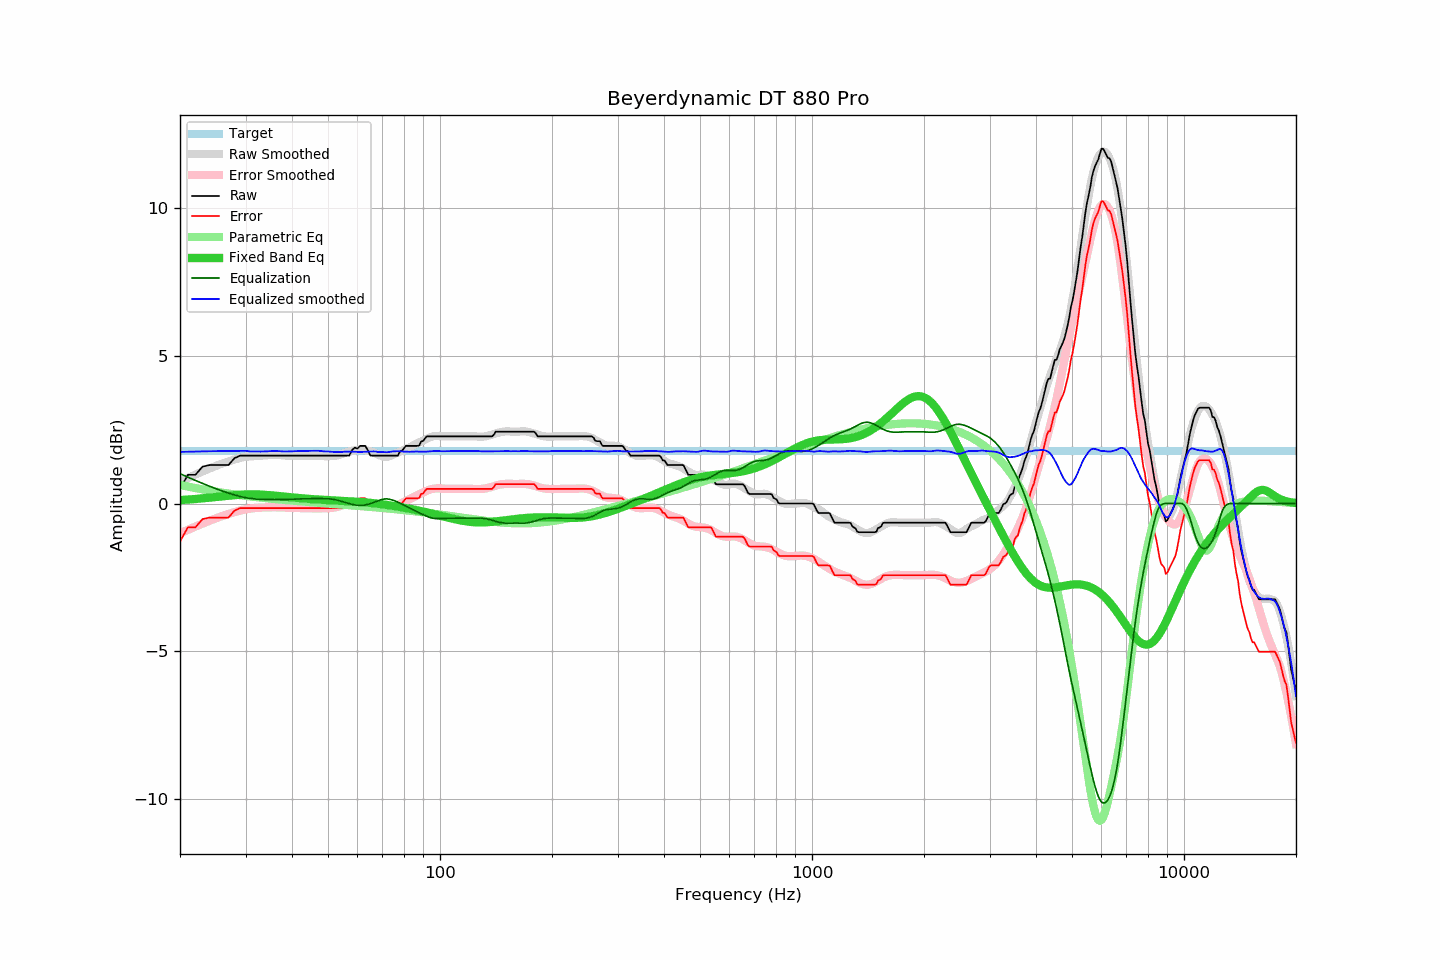 Beyerdynamic DT 880 Pro
Target
Raw Smoothed
Error Smoothed
Raw
Error
Parametric Eq
Fixed Band Eq
Equalization
Equalized smoothed
10
5
0
−5
−10
Amplitude (dBr)
100 1000 10000
Frequency (Hz)